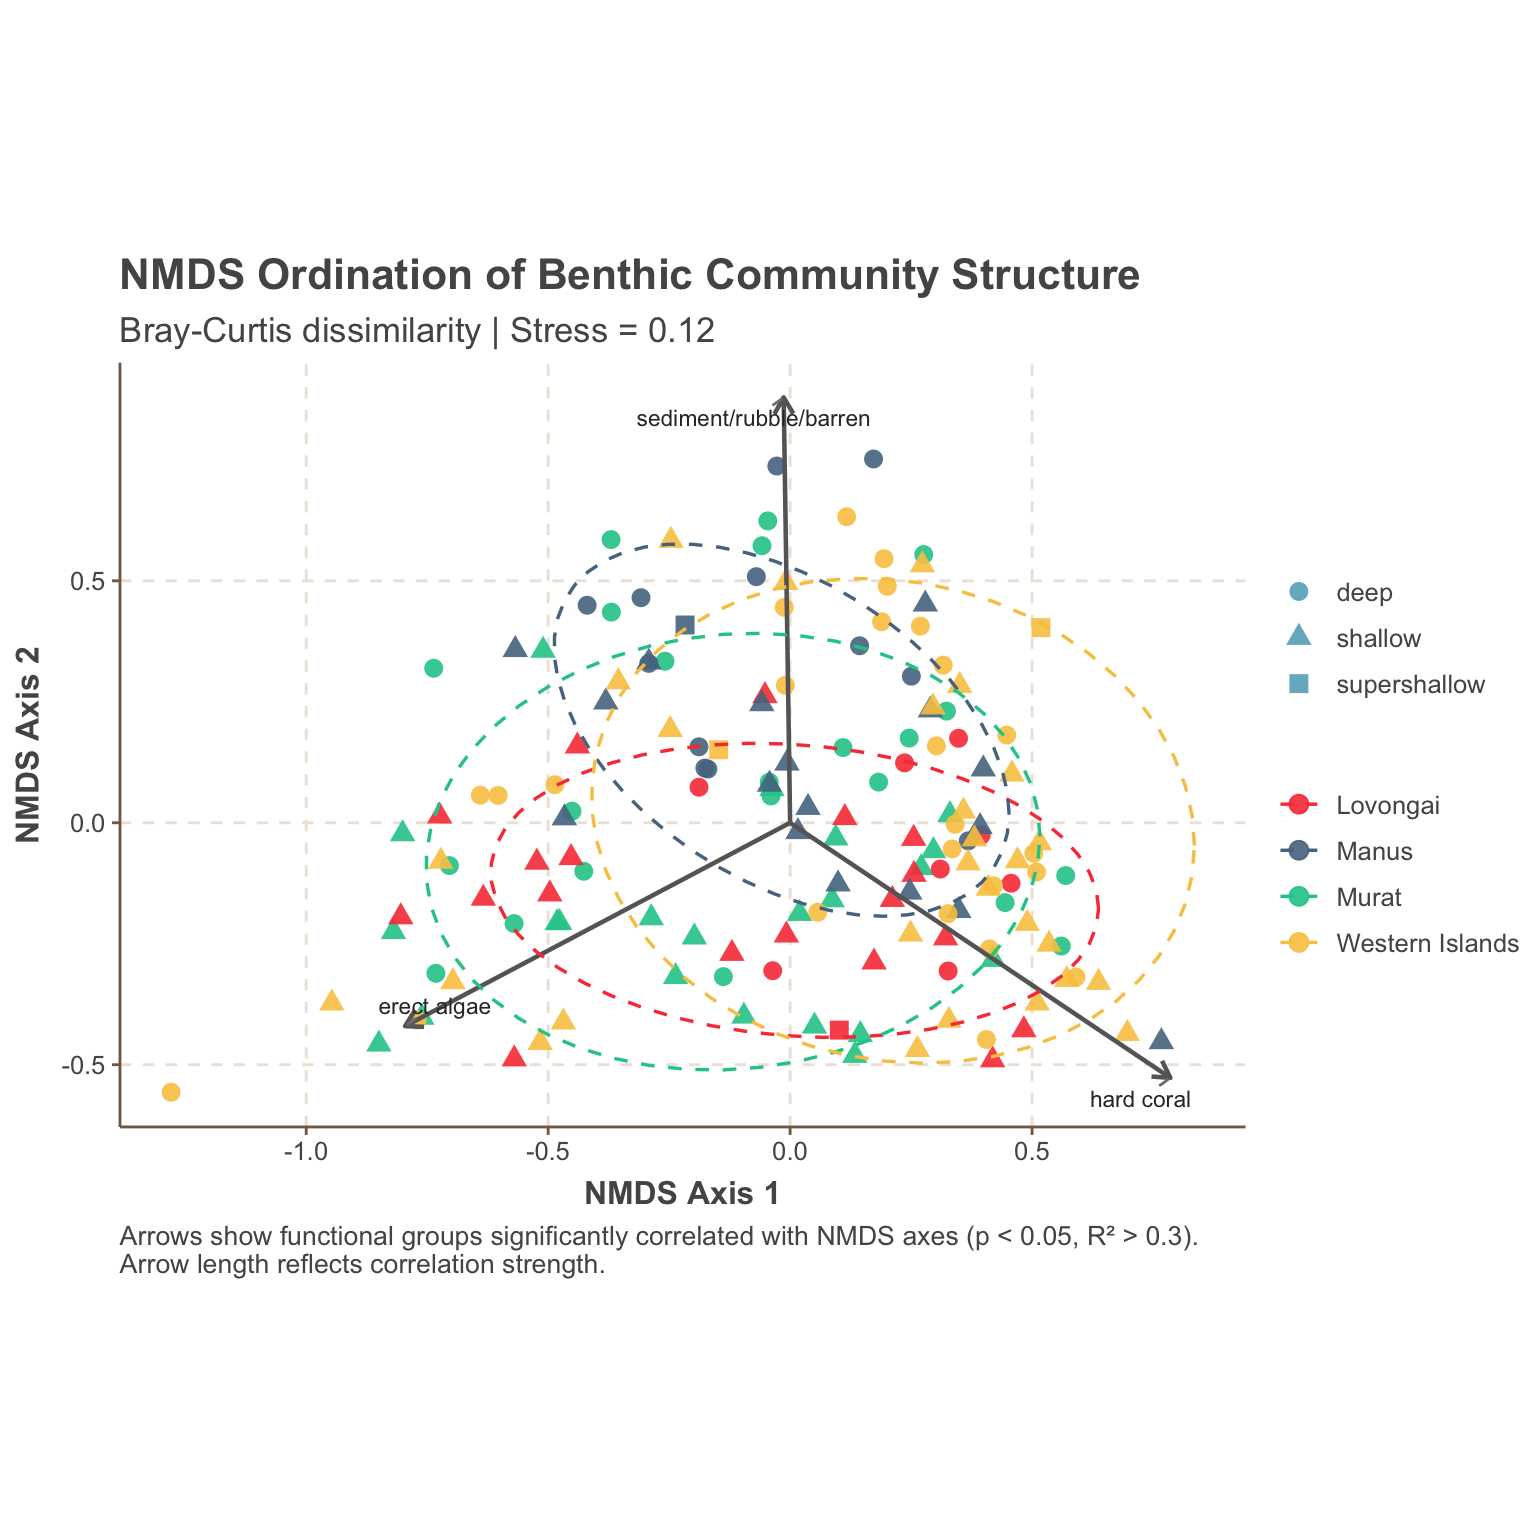 NMDS Ordination of Benthic Community Structure
Bray-Curtis dissimilarity | Stress = 0.12
NMDS Axis 2
0.5
0.0
-0.5
sediment/rubble/barren
erect algae
hard coral
-1.0
-0.5
0.0
0.5
NMDS Axis 1
deep
shallow
supershallow
Lovongai
Manus
Murat
Western Islands
Arrows show functional groups significantly correlated with NMDS axes (p < 0.05, R² > 0.3).
Arrow length reflects correlation strength.